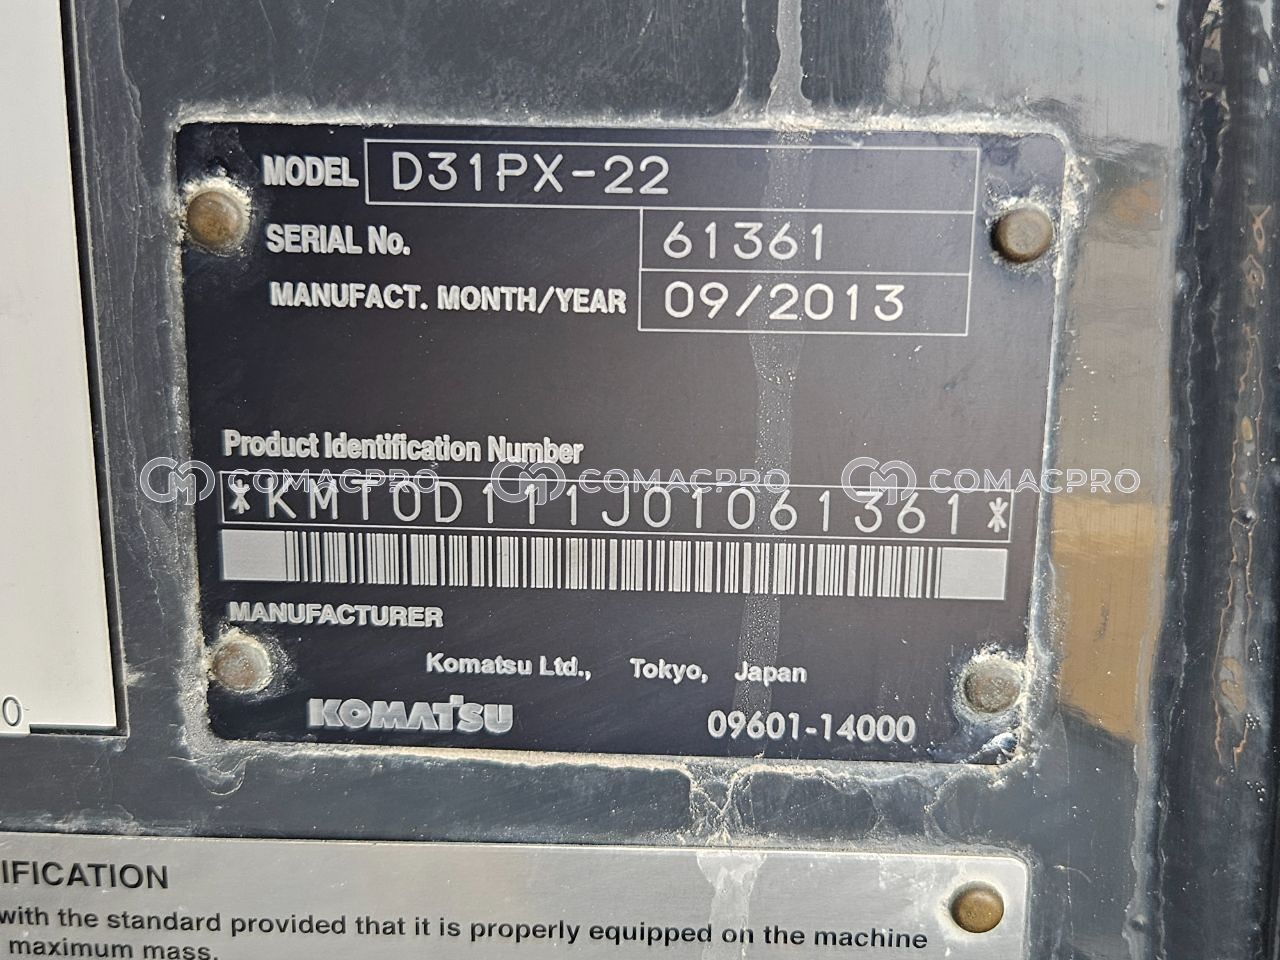 MODEL D31PX-22
SERIAL No. 61361
MANUFACT. MONTH/YEAR 09/2013
Product Identification Number
COMACPRO COMACPRO COMACPRO
*KMT0D111J01061361*
MANUFACTURER
Komatsu Ltd., Tokyo, Japan
KOMATSU 09601-14000
0
IFICATION
with the standard provided that it is properly equipped on the machine
maximum mass.